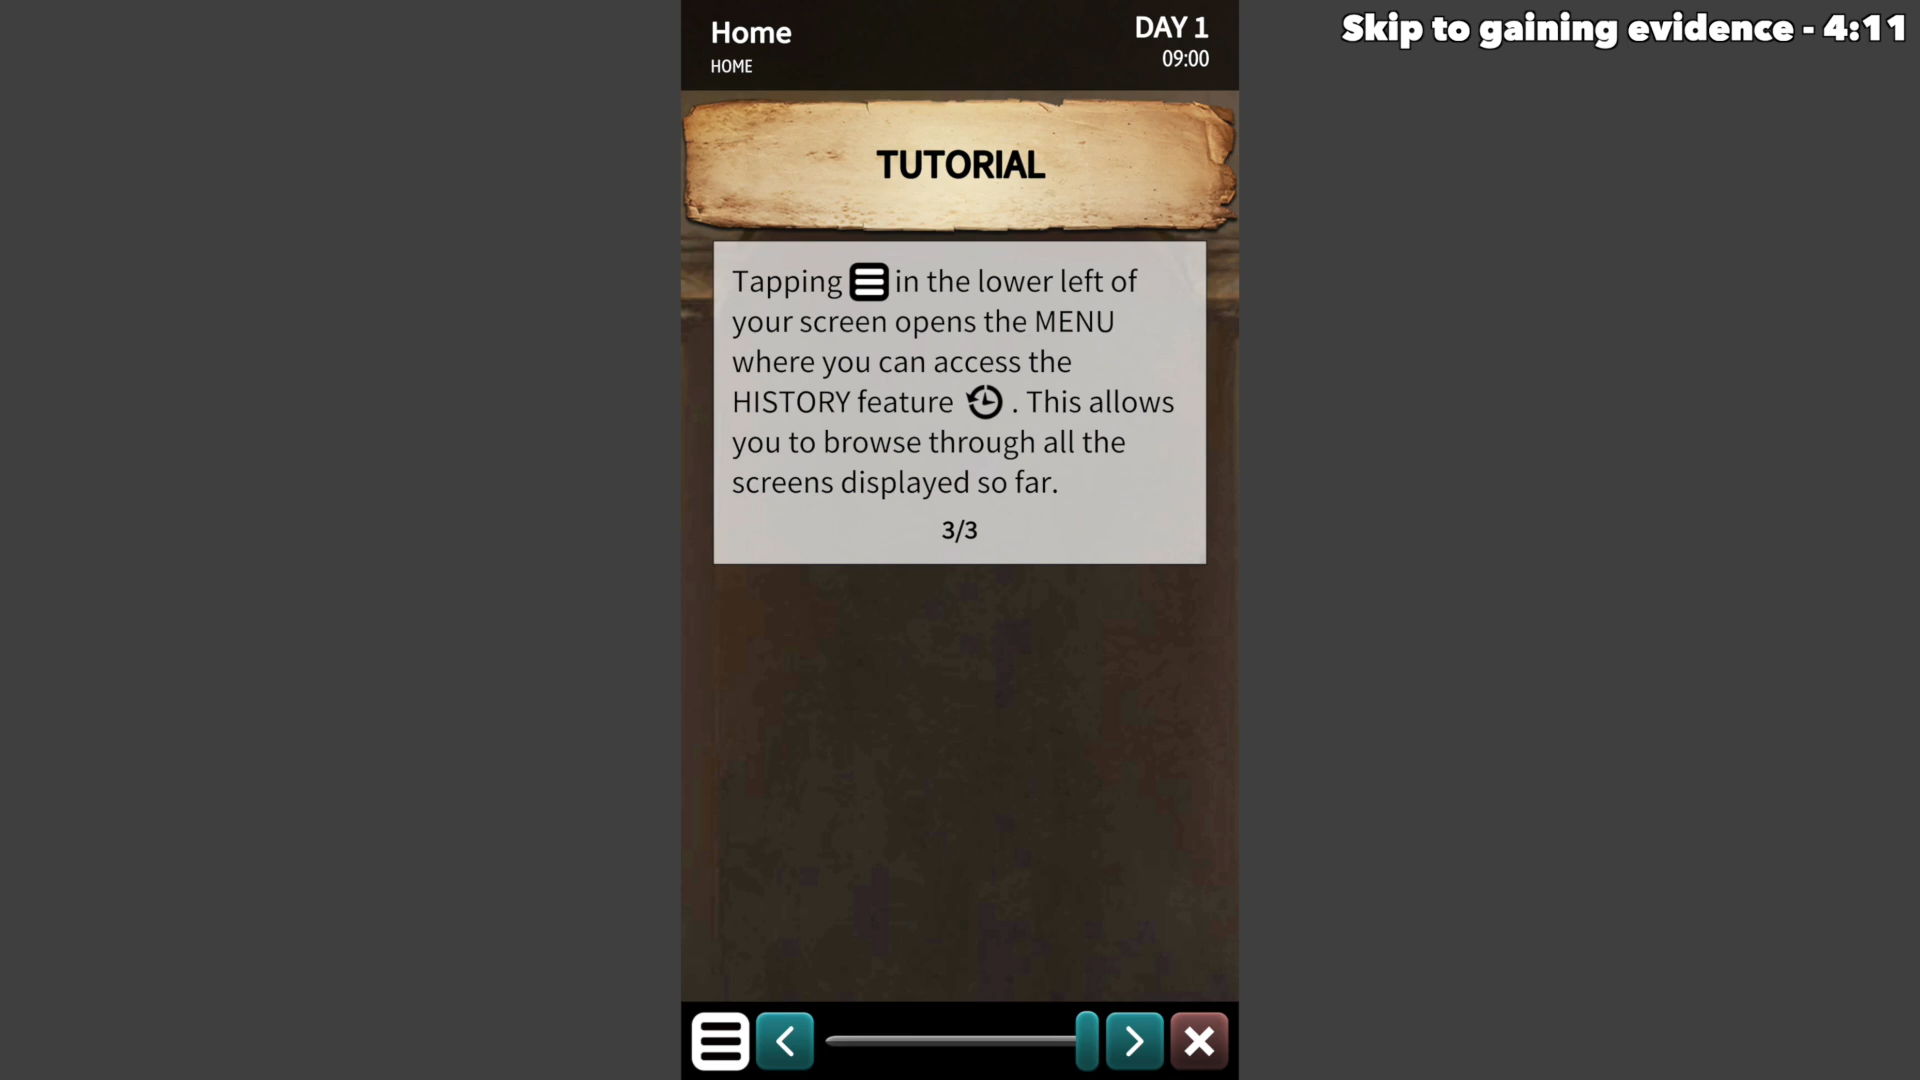 Skip to gaining evidence - 4:11
Home
DAY 1
HOME
09:00
TUTORIAL
Tapping in the lower left of
your screen opens the MENU
where you can access the
HISTORY feature . This allows
you to browse through all the
screens displayed so far.
3/3